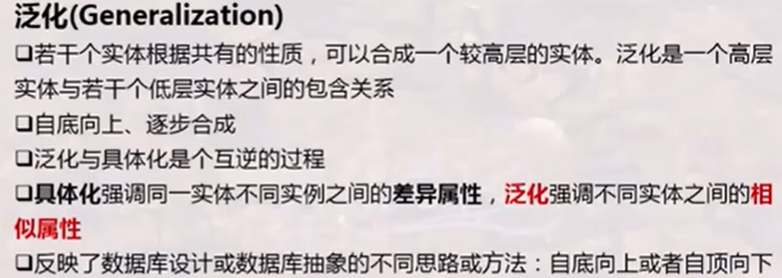 泛化(Generalization)
❑若干个实体根据共有的性质，可以合成一个较高层的实体。泛化是一个高层
实体与若干个低层实体之间的包含关系
❑自底向上、逐步合成
❑泛化与具体化是个互逆的过程
❑具体化强调同一实体不同实例之间的差异属性，泛化强调不同实体之间的相
似属性
❑反映了数据库设计或数据库抽象的不同思路或方法：自底向上或者自顶向下